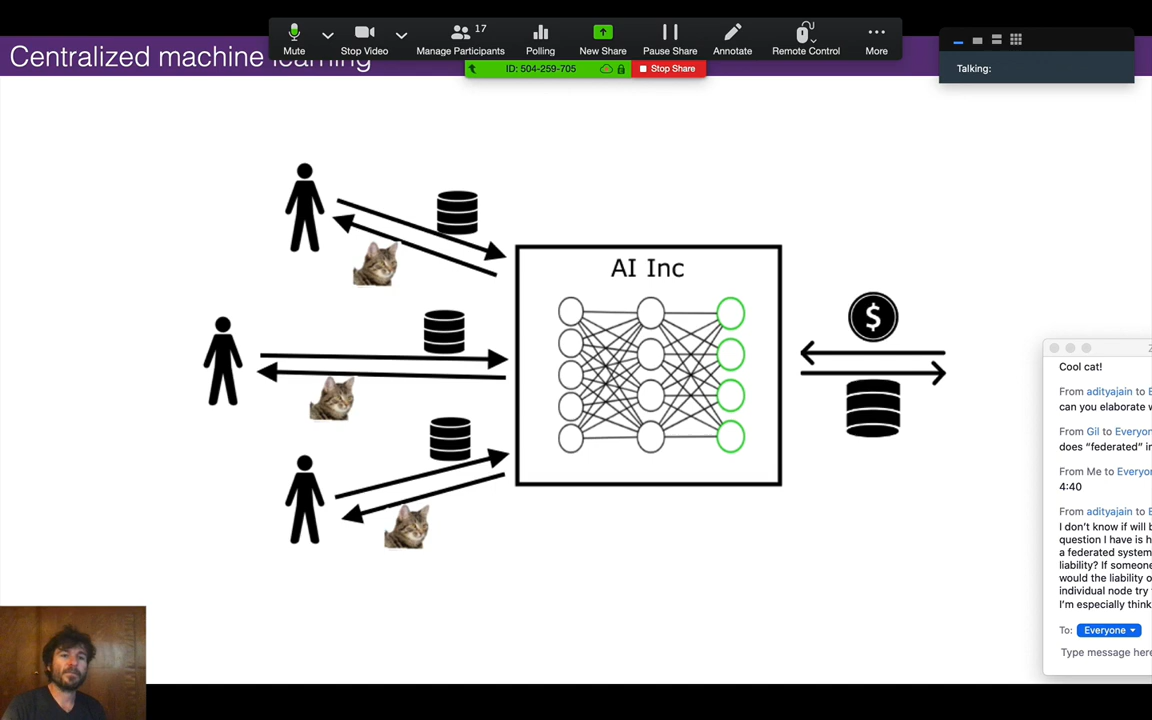 Centralized machine learning
17
Mute
Stop Video
Manage Participants
Polling
New Share
Pause Share
Annotate
Remote Control
More
ID: 504-259-705
Stop Share
Talking:
AI Inc
$
Cool cat!
From adityajain to E
can you elaborate w
From Gil to Everyon
does “federated” in
From Me to Everyo
4:40
From adityajain to E
I don’t know if will b
question I have is h
a federated system
liability? If someone
would the liability o
individual node try
I’m especially think
To: Everyone
Type message here